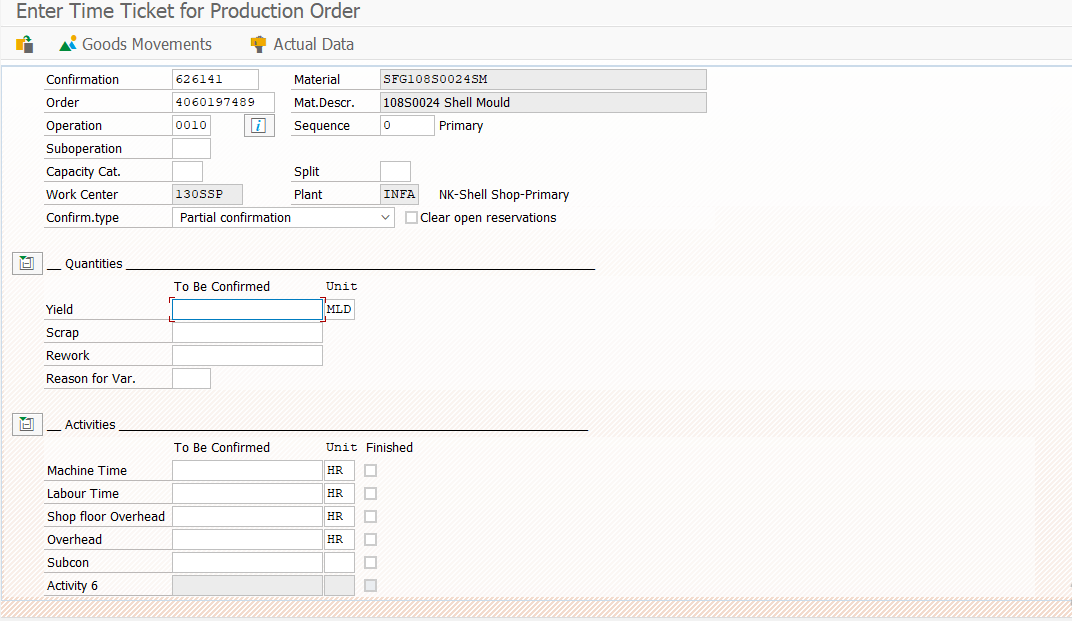 Enter Time Ticket for Production Order
Goods Movements Actual Data
Confirmation 626141 Material SFG108S0024SM
Order 4060197489 Mat.Descr. 108S0024 Shell Mould
Operation 0010 i Sequence 0 Primary
Suboperation
Capacity Cat. Split
Work Center 130SSP Plant INFA NK-Shell Shop-Primary
Confirm.type Partial confirmation Clear open reservations
Quantities
To Be Confirmed Unit
Yield MLD
Scrap
Rework
Reason for Var.
Activities
To Be Confirmed Unit Finished
Machine Time HR
Labour Time HR
Shop floor Overhead HR
Overhead HR
Subcon
Activity 6